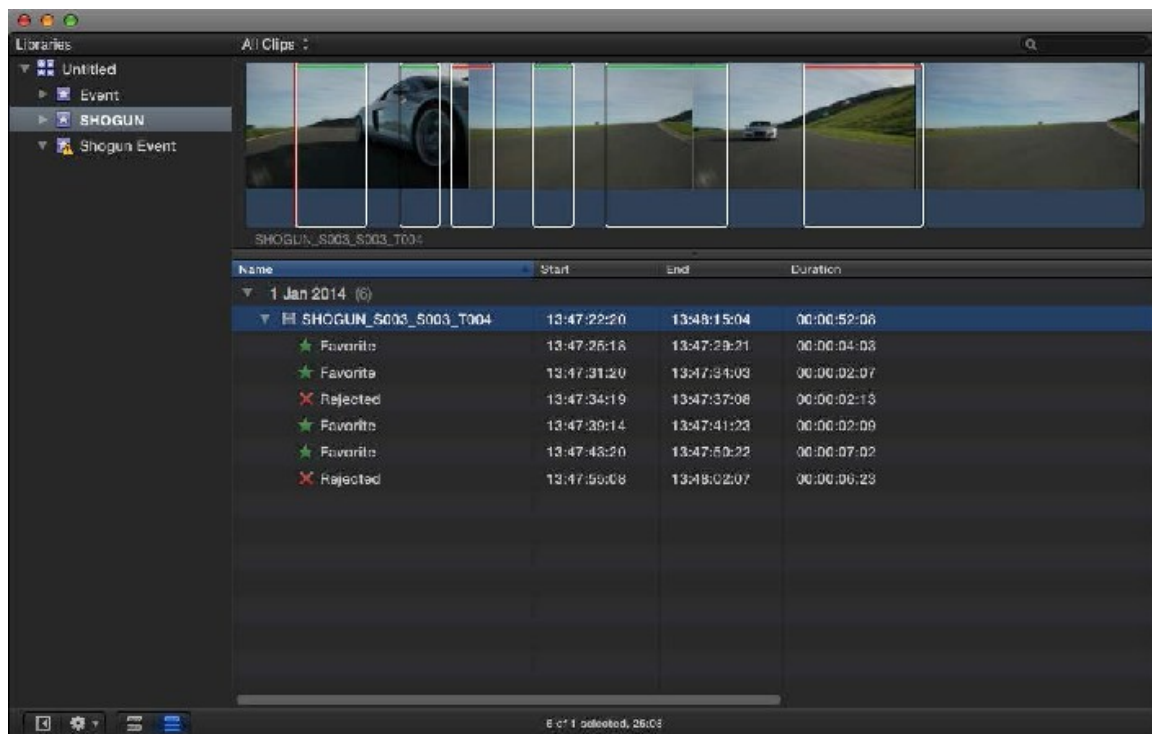 Libraries
All Clips
Untitled
Event
SHOGUN
Shogun Event
SHOGUN_S003_S003_T004
Name Start End Duration
1 Jan 2014 (6)
SHOGUN_S003_S003_T004 13:47:22:20 13:48:15:04 00:00:52:08
Favorite 13:47:25:18 13:47:29:21 00:00:04:03
Favorite 13:47:31:20 13:47:34:03 00:00:02:07
Rejected 13:47:34:19 13:47:37:08 00:00:02:13
Favorite 13:47:39:14 13:47:41:23 00:00:02:09
Favorite 13:47:43:20 13:47:50:22 00:00:07:02
Rejected 13:47:55:08 13:48:02:07 00:00:06:23
6 of 1 selected,